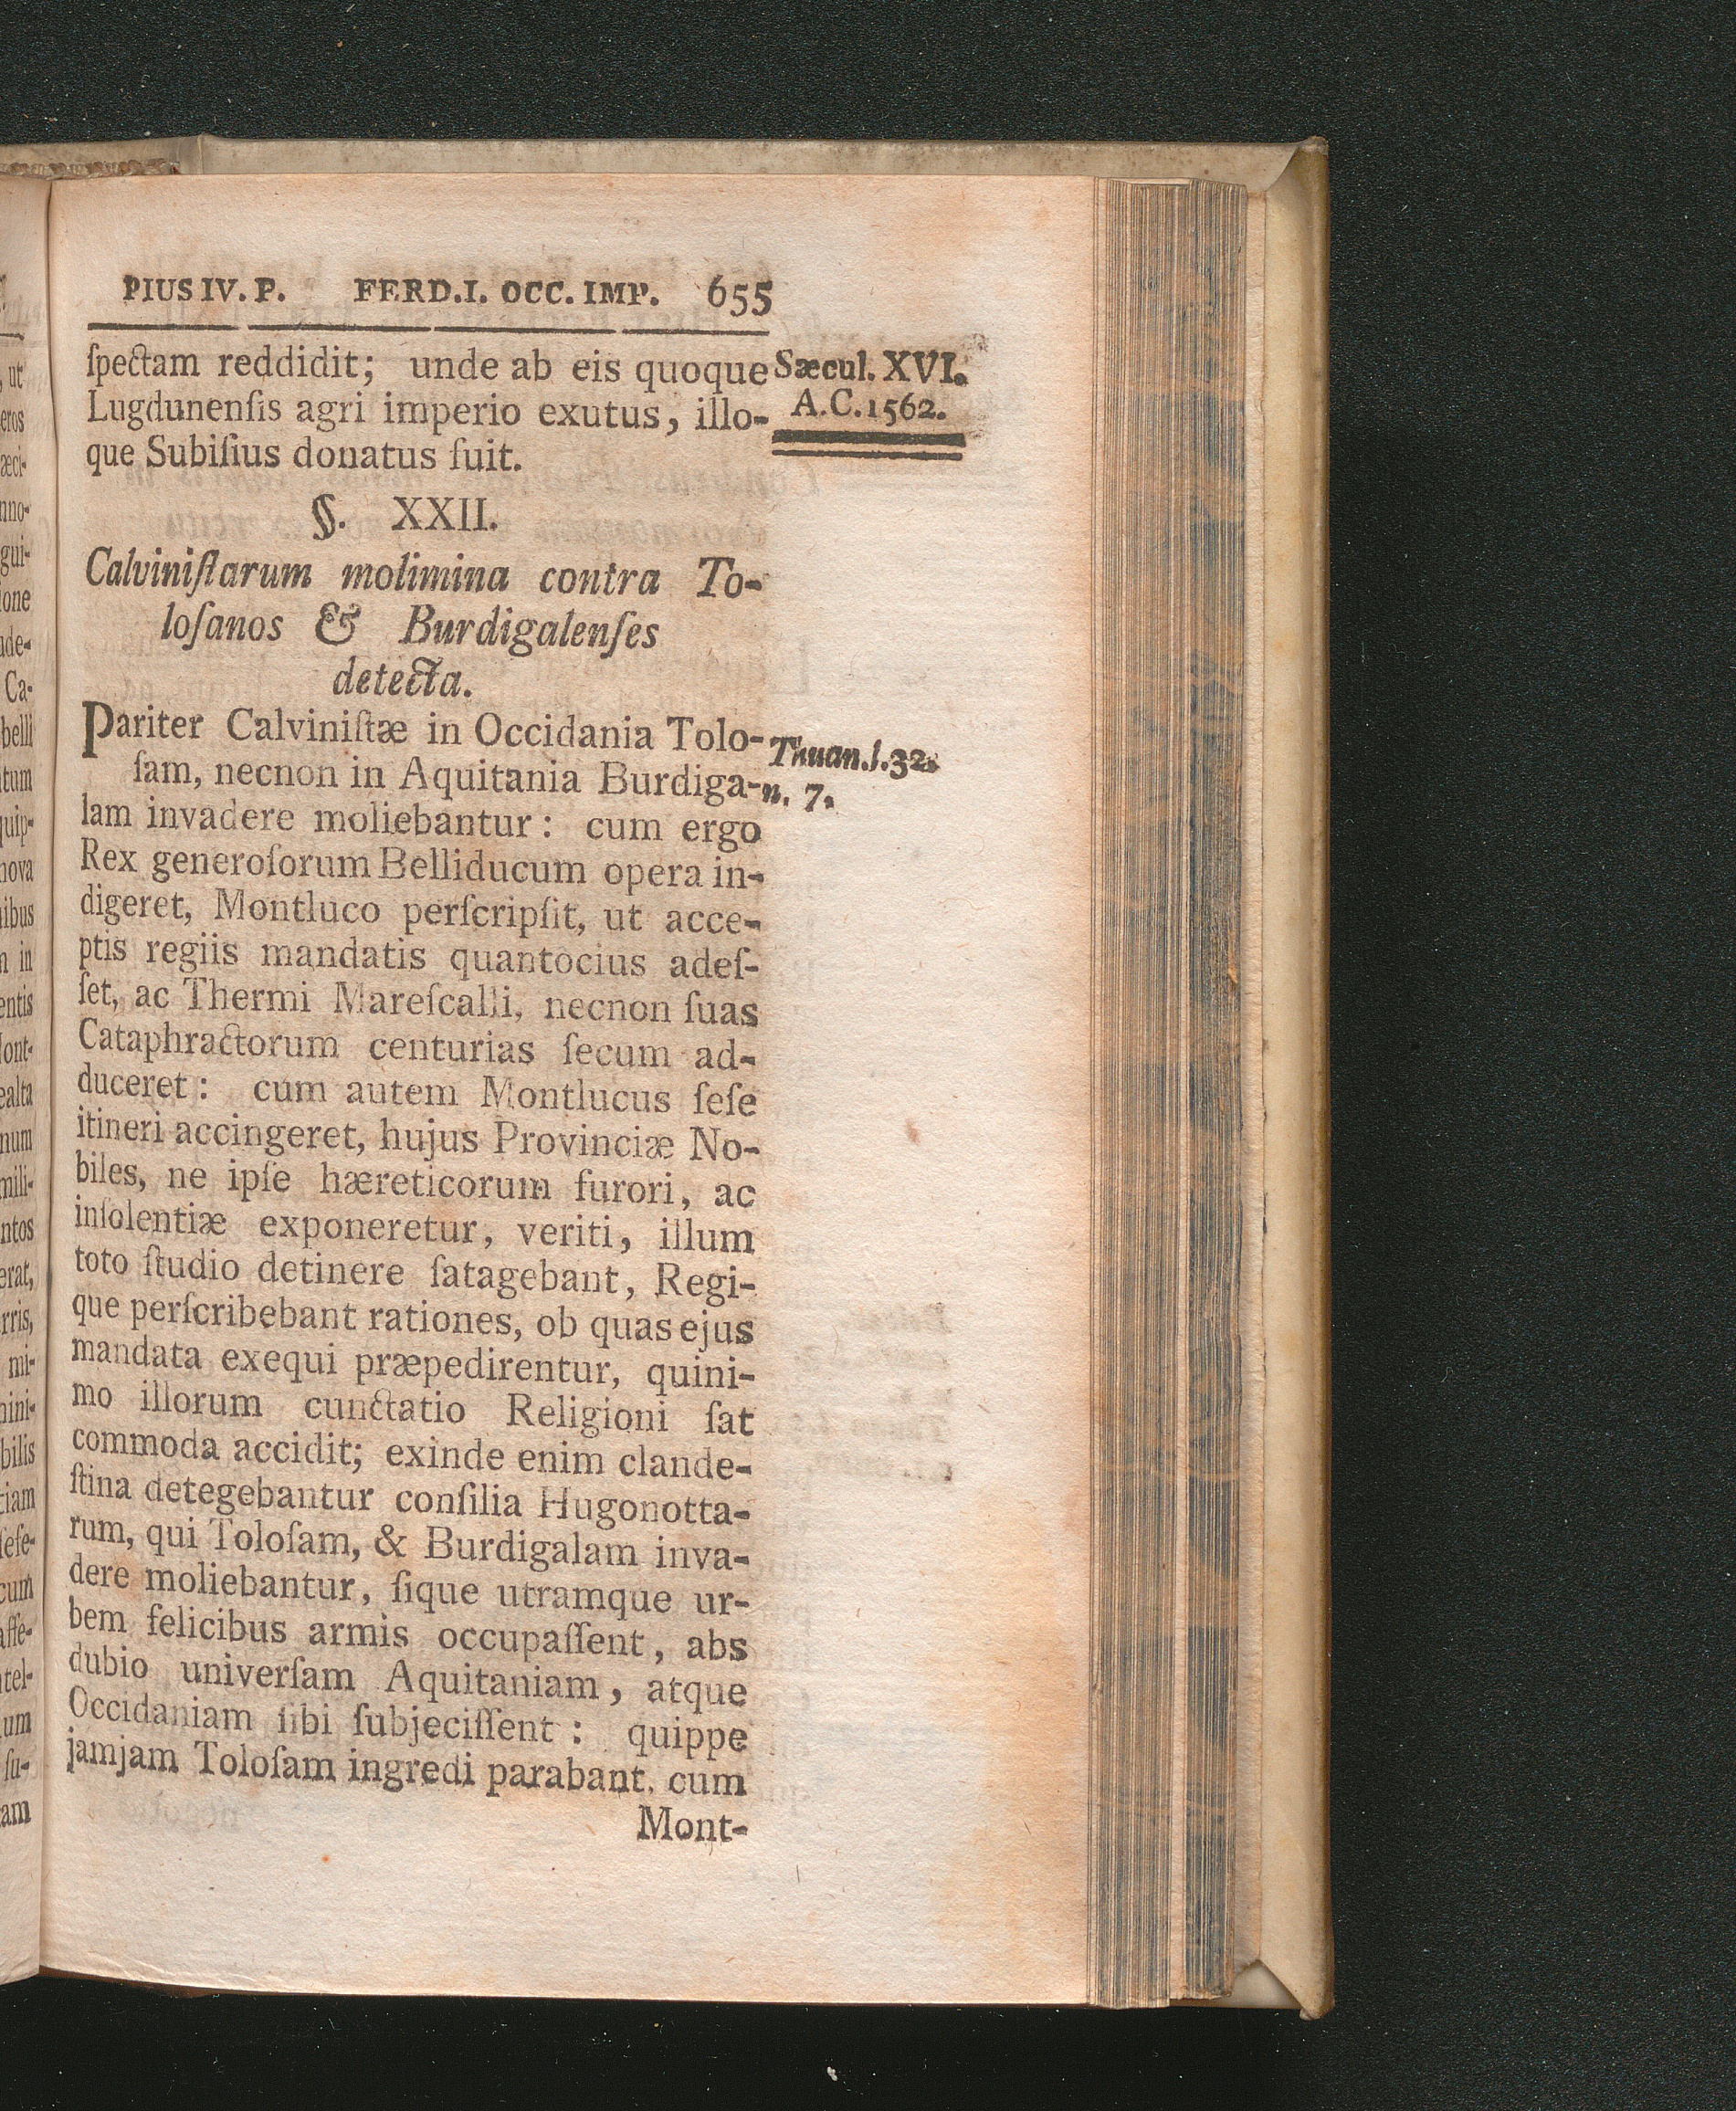 PIUS IV. P. FERD. I. OCC. IMP. 655
ſpectam reddidit; unde ab eis quoque
Lugdunenſis agri imperio exutus, illo-
que Subiſius donatus fuit.
Sæcul. XVI.
A.C. 1562.
§. XXII.
Calviniſtarum molimina contra To-
loſanos & Burdigalenſes
detecta.
Pariter Calviniſtæ in Occidania Tolo-
ſam, necnon in Aquitania Burdiga-
lam invadere moliebantur: cum ergo
Rex generoſorum Belliducum opera in-
digeret, Montluco perſcripſit, ut acce-
ptis regiis mandatis quantocius adeſ-
ſet, ac Thermi Mareſcalli, necnon ſuas
Cataphractorum centurias ſecum ad-
duceret: cum autem Montlucus ſeſe
itineri accingeret, hujus Provinciæ No-
biles, ne ipſe hæreticorum furori, ac
inſolentiæ exponeretur, veriti, illum
toto ſtudio detinere ſatagebant, Regi-
que perſcribebant rationes, ob quas ejus
mandata exequi præpedirentur, quini-
mo illorum cunctatio Religioni ſat
commoda accidit; exinde enim clande-
ſtina detegebantur conſilia Hugonotta-
rum, qui Toloſam, & Burdigalam inva-
dere moliebantur, ſique utramque ur-
bem felicibus armis occupaſſent, abs
dubio univerſam Aquitaniam, atque
Occidaniam ſibi ſubjeciſſent: quippe
jamjam Toloſam ingredi parabant, cum
Mont-
Thuan. l. 32.
n. 7.